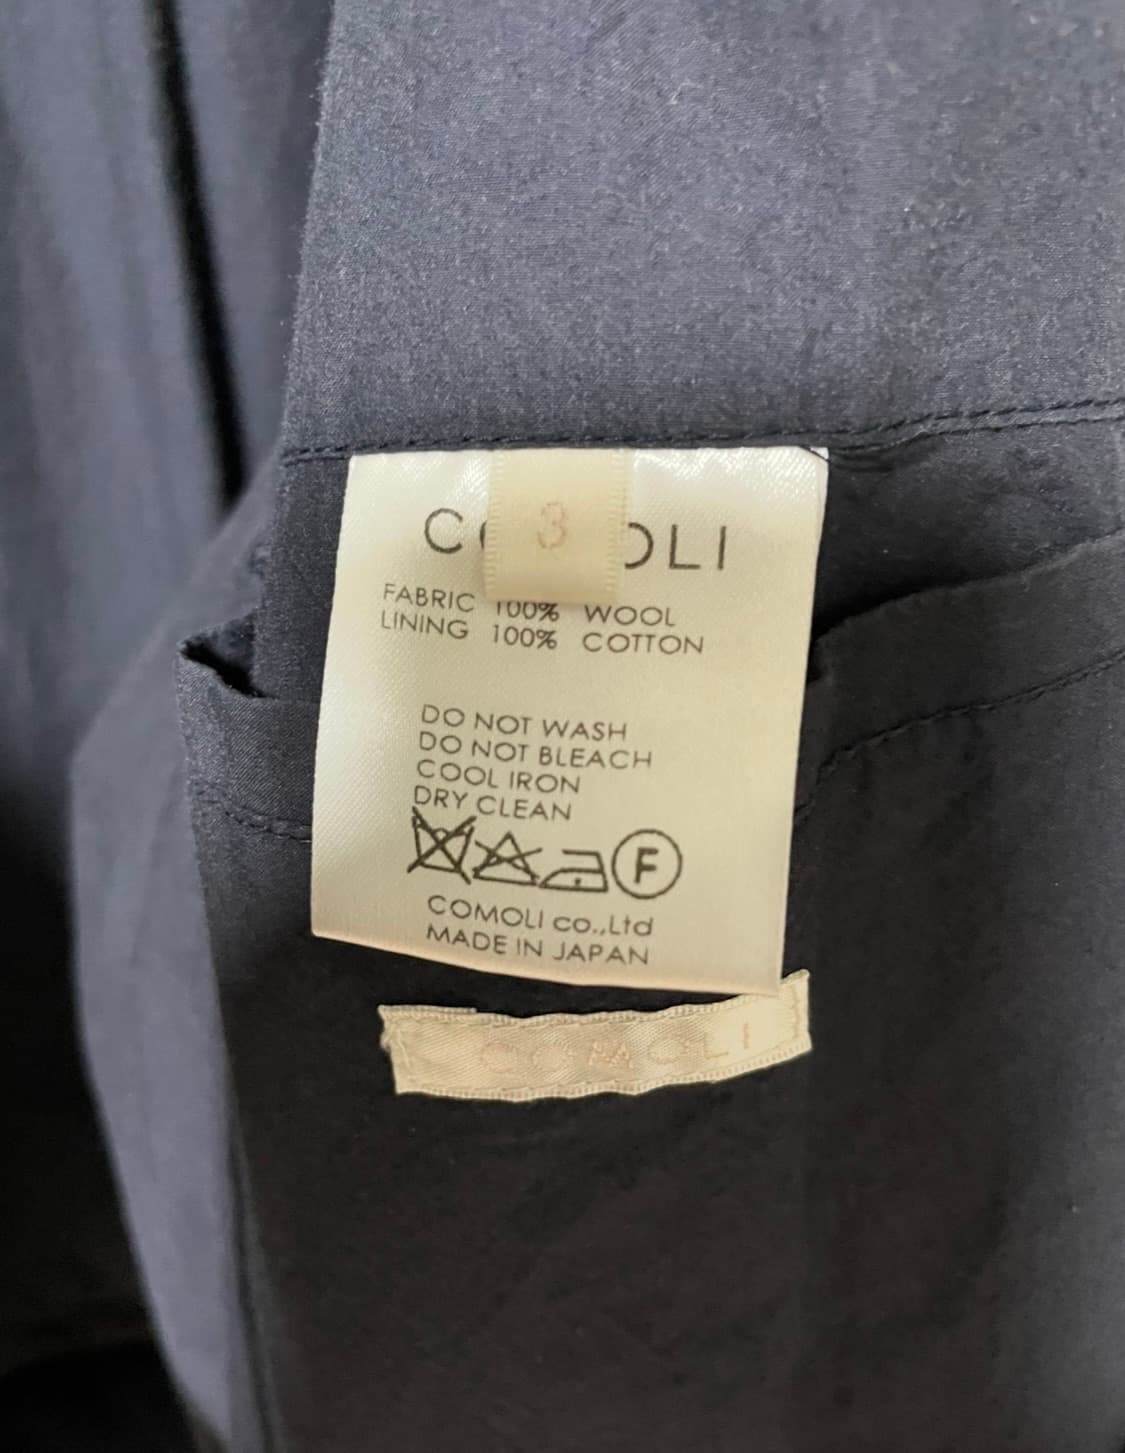 3
COMOLI
FABRIC 100% WOOL
LINING 100% COTTON
DO NOT WASH
DO NOT BLEACH
COOL IRON
DRY CLEAN
F
COMOLI co.,Ltd
MADE IN JAPAN
COMOLI